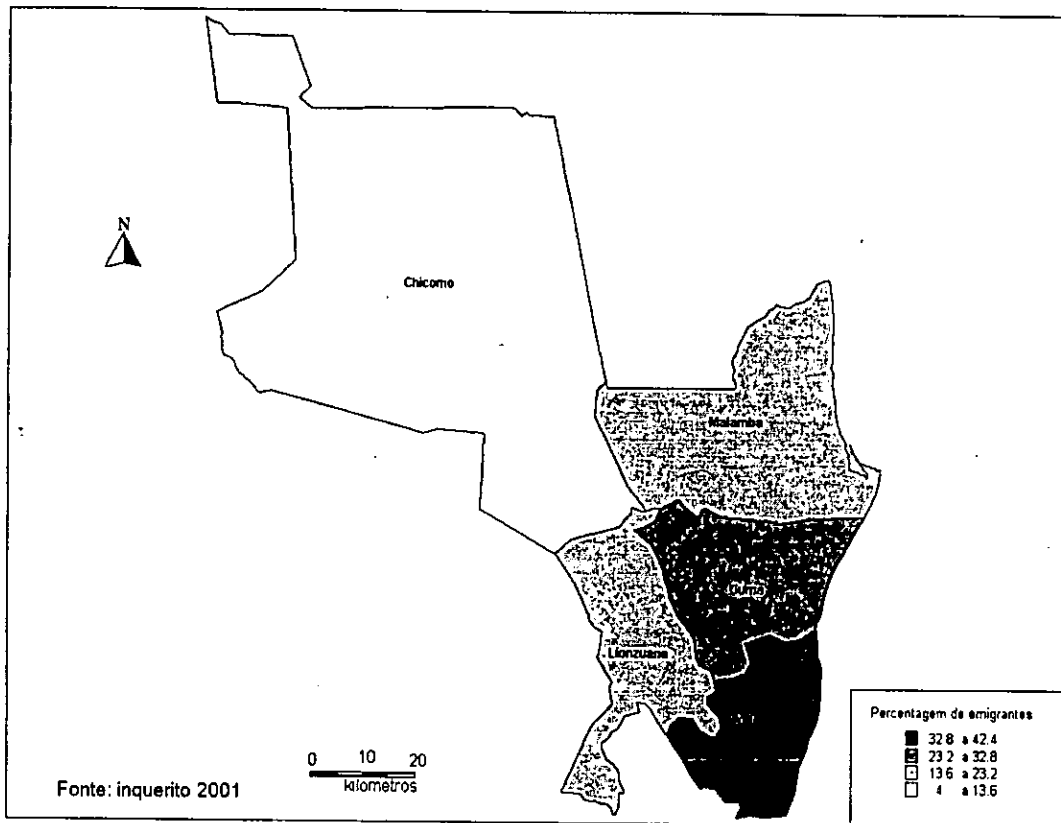 N
Chicomo
Malamba
Llonzuana
0 10 20
kilometros
Fonte: inquerito 2001
Percentagem de emigrantes
32.8 a 42.4
23.2 a 32.8
13.6 a 23.2
4 a 13.6